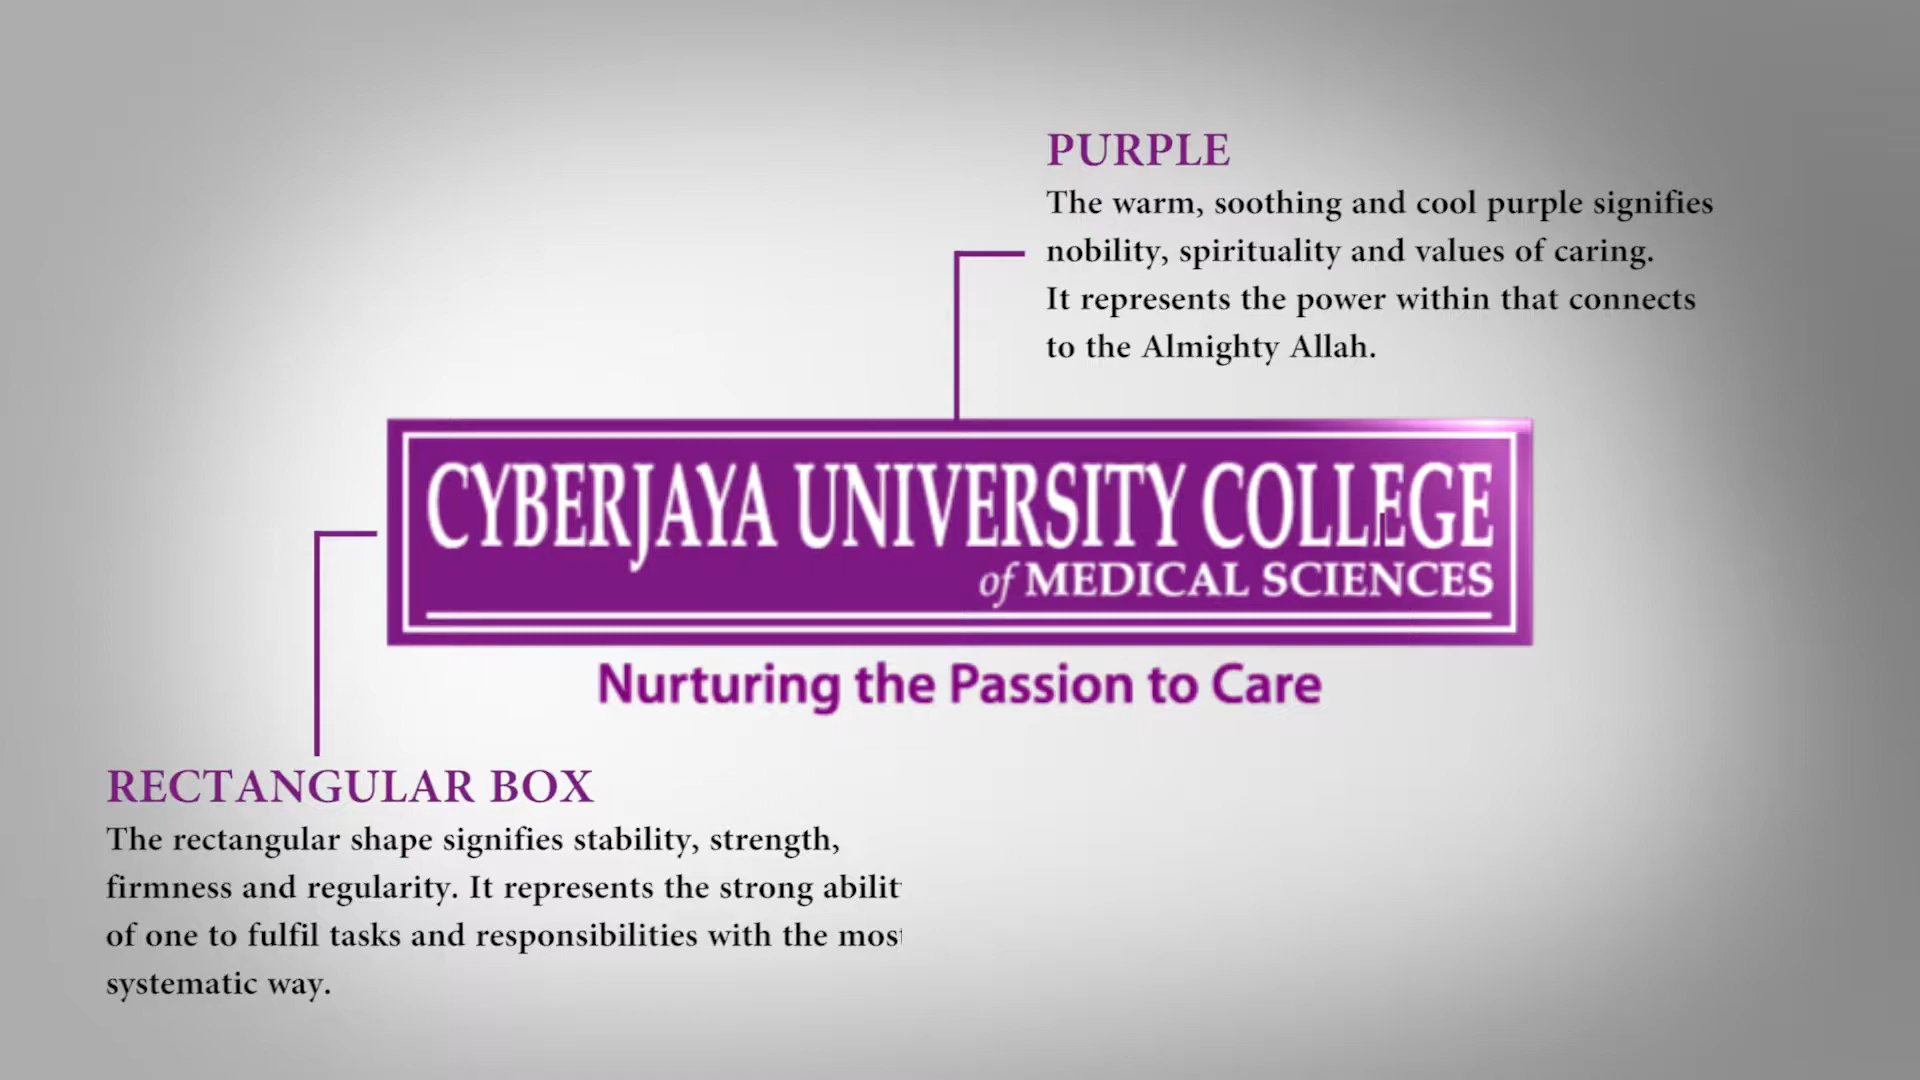 PURPLE
The warm, soothing and cool purple signifies
nobility, spirituality and values of caring.
It represents the power within that connects
to the Almighty Allah.
CYBERJAYA UNIVERSITY COLLEGE
of MEDICAL SCIENCES
Nurturing the Passion to Care
RECTANGULAR BOX
The rectangular shape signifies stability, strength,
firmness and regularity. It represents the strong abilit
of one to fulfil tasks and responsibilities with the most
systematic way.